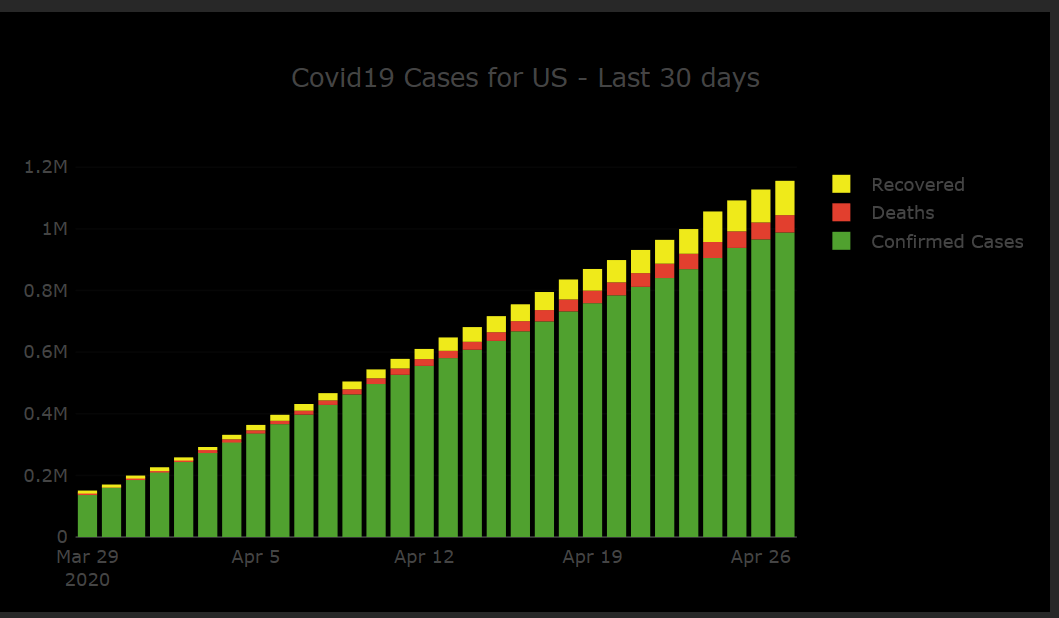 Covid19 Cases for US - Last 30 days
1.2M
1M
0.8M
0.6M
0.4M
0.2M
0
Mar 29
2020
Apr 5
Apr 12
Apr 19
Apr 26
Recovered
Deaths
Confirmed Cases